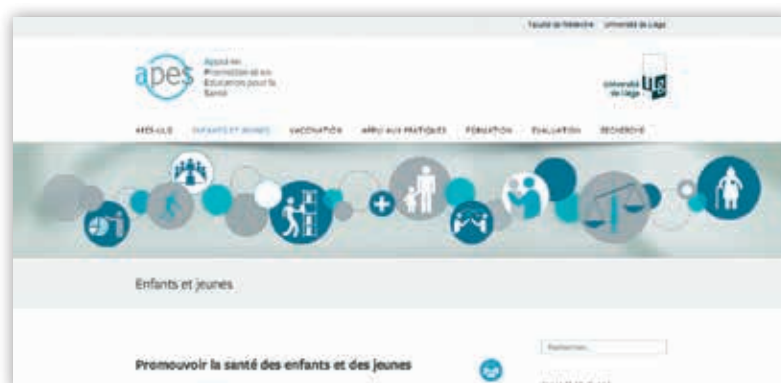 Faculté de Médecine Université de Liège
apes
Appui en
Promotion et en
Education pour la
Santé
Université
de Liège
ULg
APES-ULG ENFANTS ET JEUNES VACCINATION APPUI AUX PRATIQUES FORMATION EVALUATION RECHERCHE
Enfants et jeunes
Rechercher...
Promouvoir la santé des enfants et des jeunes